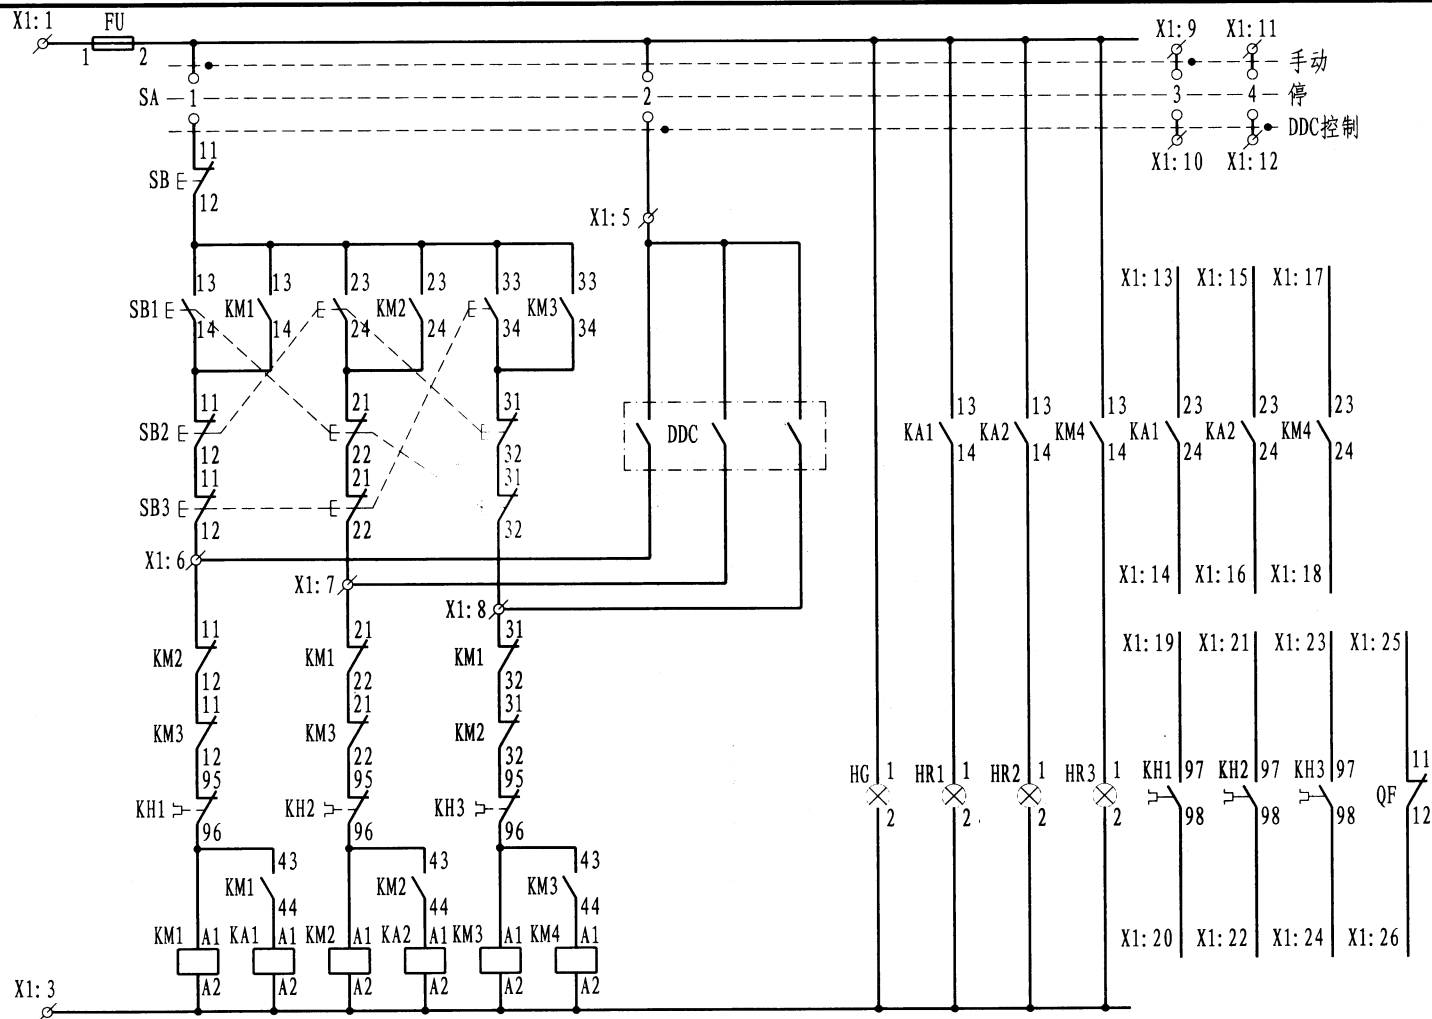 X1:1 FU X1:9 X1:11
1 2 手动
SA 1 2 3 4 停
DDC控制
11 X1:10 X1:12
SB
12 X1:5
13 13 23 23 33 33 X1:13 X1:15 X1:17
SB1 KM1 KM2 KM3
14 14 24 24 34 34
11 21 31 13 13 13 23 23 23
SB2 DDC KA1 KA2 KM4 KA1 KA2 KM4
12 22 32 14 14 14 24 24 24
11 21 31
SB3
12 22 32
X1:6 X1:7 X1:14 X1:16 X1:18
X1:8
11 21 31 X1:19 X1:21 X1:23 X1:25
KM2 KM1 KM1
12 22 32
11 21 31
KM3 KM3 KM2
12 22 32 11
95 95 95 HG 1 HR1 1 HR2 1 HR3 1 KH1 97 KH2 97 KH3 97
KH1 KH2 KH3 QF
96 96 96 2 2 2 2 98 98 98 12
43 43 43
KM1 KM2 KM3
44 44 44
KM1 A1 KA1 A1 KM2 A1 KA2 A1 KM3 A1 KM4 A1 X1:20 X1:22 X1:24 X1:26
A2 A2 A2 A2 A2 A2
X1:3